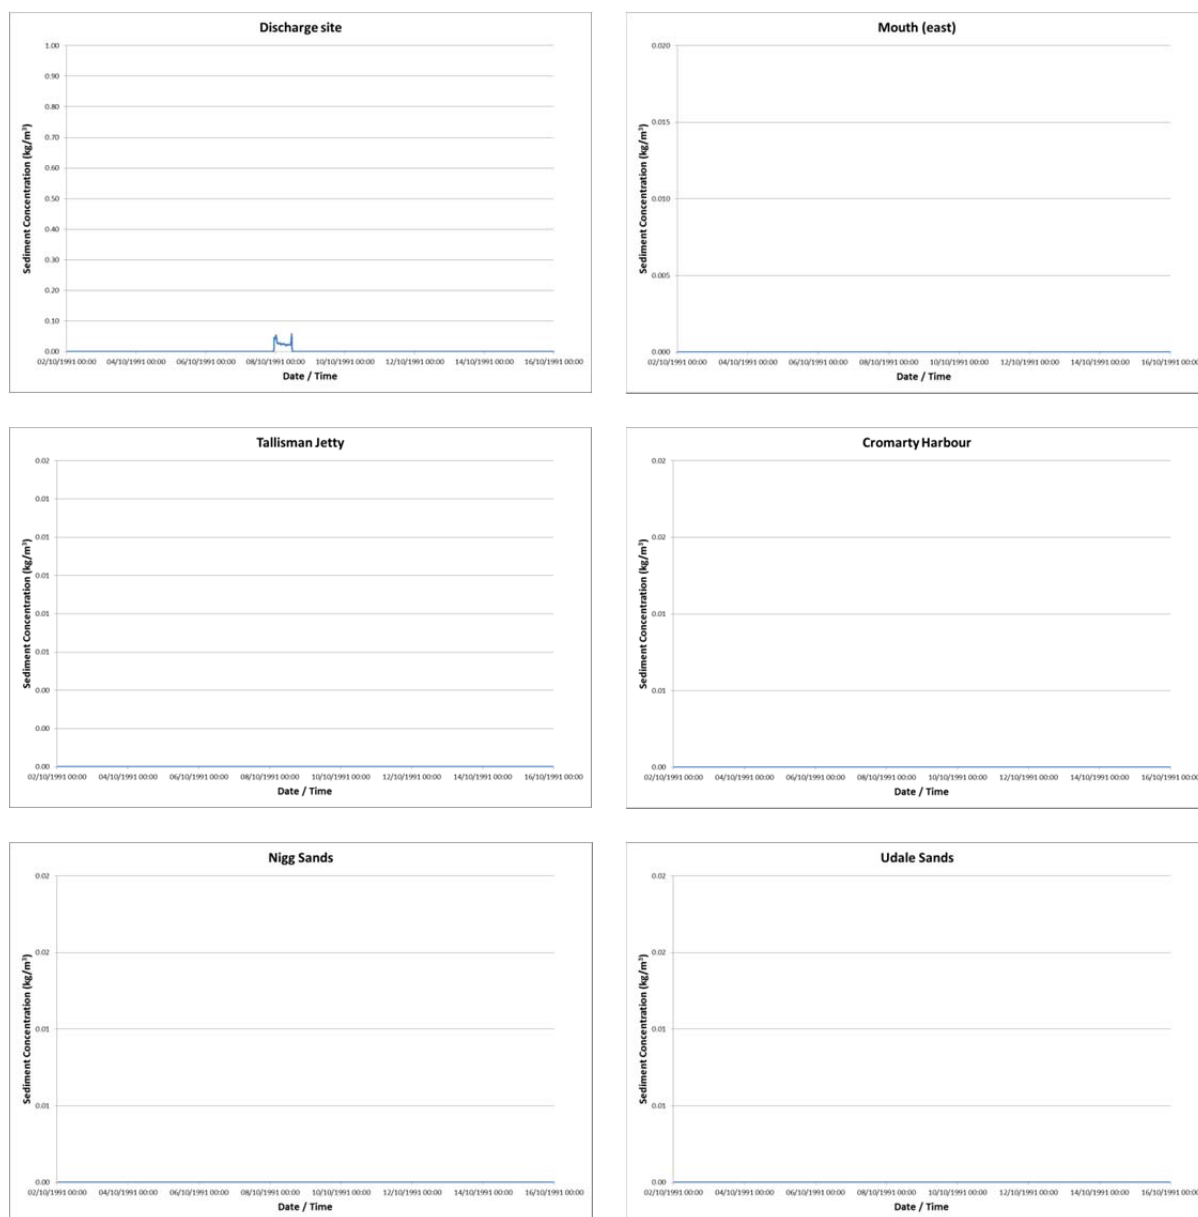 Discharge site
Sediment Concentration (kg/m³)
1.00
0.90
0.80
0.70
0.60
0.50
0.40
0.30
0.20
0.10
0.00
02/10/1991 00:00 04/10/1991 00:00 06/10/1991 00:00 08/10/1991 00:00 10/10/1991 00:00 12/10/1991 00:00 14/10/1991 00:00 16/10/1991 00:00
Date / Time
Mouth (east)
Sediment Concentration (kg/m³)
0.020
0.015
0.010
0.005
0.000
02/10/1991 00:00 04/10/1991 00:00 06/10/1991 00:00 08/10/1991 00:00 10/10/1991 00:00 12/10/1991 00:00 14/10/1991 00:00 16/10/1991 00:00
Date / Time
Tallisman Jetty
Sediment Concentration (kg/m³)
0.02
0.01
0.01
0.01
0.01
0.01
0.00
0.00
0.00
02/10/1991 00:00 04/10/1991 00:00 06/10/1991 00:00 08/10/1991 00:00 10/10/1991 00:00 12/10/1991 00:00 14/10/1991 00:00 16/10/1991 00:00
Date / Time
Cromarty Harbour
Sediment Concentration (kg/m³)
0.02
0.02
0.01
0.01
0.00
02/10/1991 00:00 04/10/1991 00:00 06/10/1991 00:00 08/10/1991 00:00 10/10/1991 00:00 12/10/1991 00:00 14/10/1991 00:00 16/10/1991 00:00
Date / Time
Nigg Sands
Sediment Concentration (kg/m³)
0.02
0.02
0.01
0.01
0.00
02/10/1991 00:00 04/10/1991 00:00 06/10/1991 00:00 08/10/1991 00:00 10/10/1991 00:00 12/10/1991 00:00 14/10/1991 00:00 16/10/1991 00:00
Date / Time
Udale Sands
Sediment Concentration (kg/m³)
0.02
0.02
0.01
0.01
0.00
02/10/1991 00:00 04/10/1991 00:00 06/10/1991 00:00 08/10/1991 00:00 10/10/1991 00:00 12/10/1991 00:00 14/10/1991 00:00 16/10/1991 00:00
Date / Time